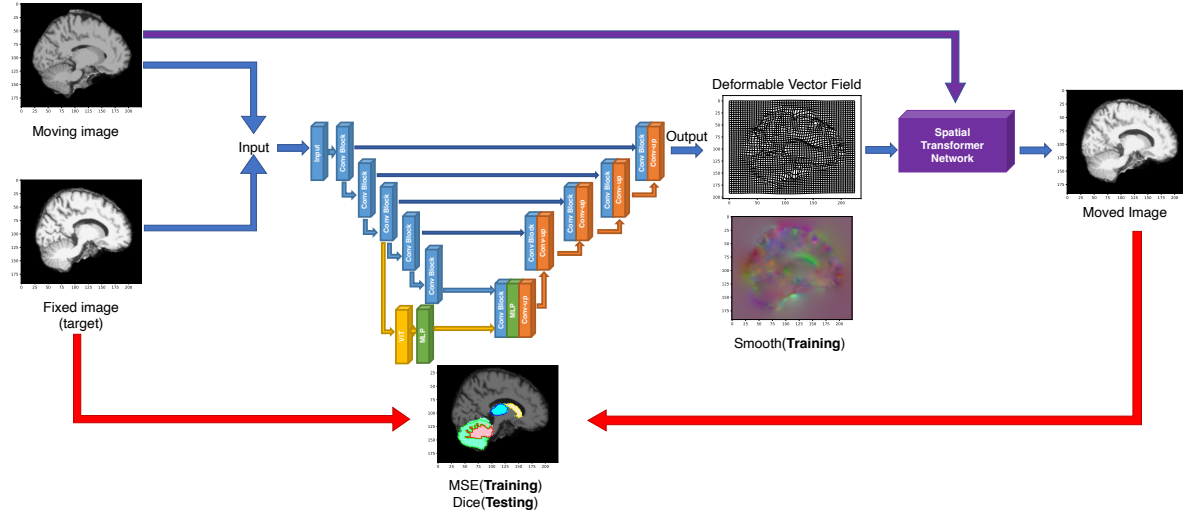 Moving image
Fixed image
(target)
Input
Input
Conv Block
Conv Block
Conv Block
Conv Block
Conv Block
ViT
MLP
Conv Block
MLP
Conv-up
Conv Block
Conv-up
Conv Block
Conv-up
Conv Block
Conv-up
Conv Block
Conv-up
Output
Deformable Vector Field
Smooth(Training)
Spatial
Transformer
Network
Moved Image
MSE(Training)
Dice(Testing)